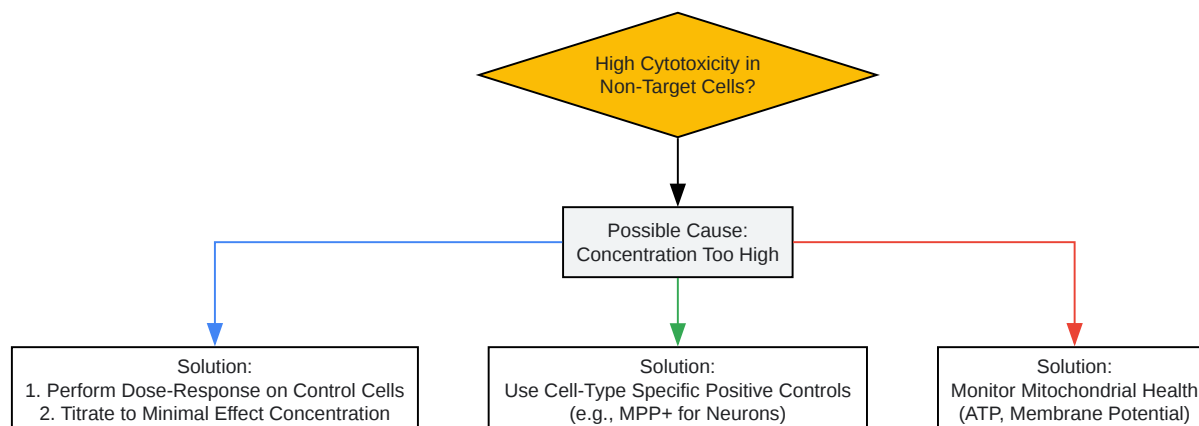 High Cytotoxicity in
Non-Target Cells?
Possible Cause:
Concentration Too High
Solution:
1. Perform Dose-Response on Control Cells
2. Titrate to Minimal Effect Concentration
Solution:
Use Cell-Type Specific Positive Controls
(e.g., MPP+ for Neurons)
Solution:
Monitor Mitochondrial Health
(ATP, Membrane Potential)